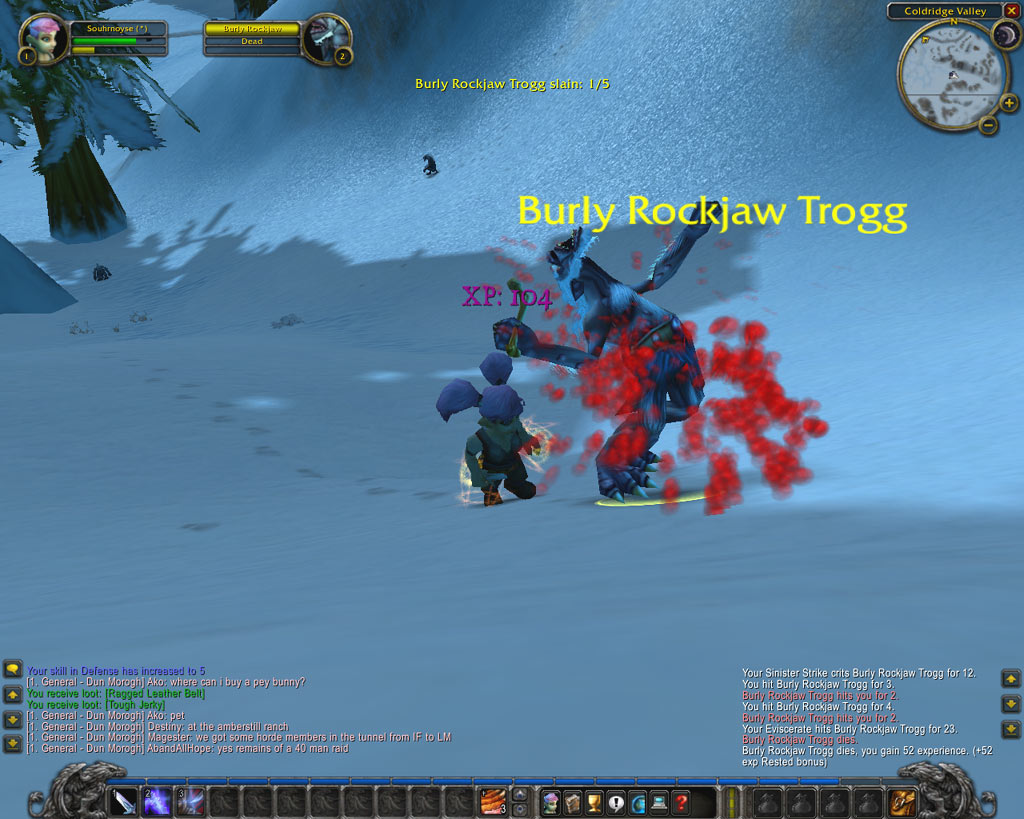 Souhrnoyse (*)
1
Burly Rockjaw
Dead
2
Coldridge Valley
N
Burly Rockjaw Trogg slain: 1/5
Burly Rockjaw Trogg
XP: 104
Your skill in Defense has increased to 5
[1. General - Dun Morogh] Ako: where can i buy a pey bunny?
You receive loot: [Ragged Leather Belt]
You receive loot: [Tough Jerky]
[1. General - Dun Morogh] Ako: pet
[1. General - Dun Morogh] Destiny: at the amberstill ranch
[1. General - Dun Morogh] Magester: we got some horde members in the tunnel from IF to LM
[1. General - Dun Morogh] AbandAllHope: yes remains of a 40 man raid
Your Sinister Strike crits Burly Rockjaw Trogg for 12.
You hit Burly Rockjaw Trogg for 3.
Burly Rockjaw Trogg hits you for 2.
You hit Burly Rockjaw Trogg for 4.
Burly Rockjaw Trogg hits you for 2.
Your Eviscerate hits Burly Rockjaw Trogg for 23.
Burly Rockjaw Trogg dies.
Burly Rockjaw Trogg dies, you gain 52 experience. (+52
exp Rested bonus)
2
3
3